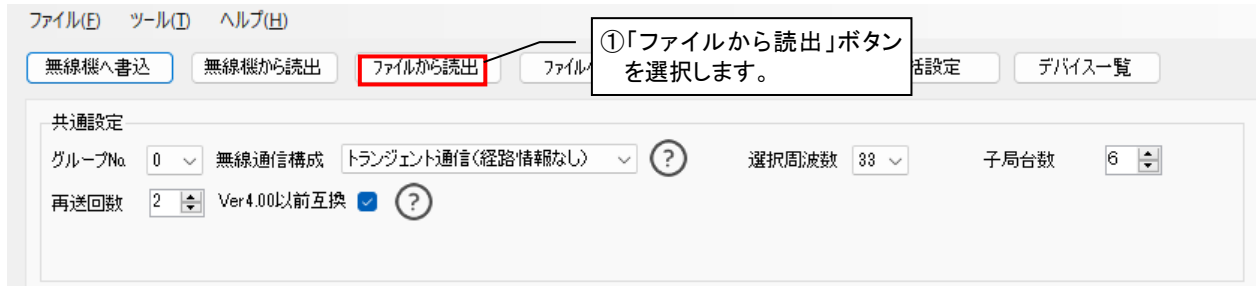 ファイル(F) ツール(T) ヘルプ(H)
①「ファイルから読出」ボタン
を選択します。
無線機へ書込 無線機から読出 ファイルから読出 ファイル 括設定 デバイス一覧
共通設定
グループNo. 0 無線通信構成 トランジェント通信(経路情報なし) ? 選択周波数 33 子局台数 6
再送回数 2 Ver4.00以前互換 ?